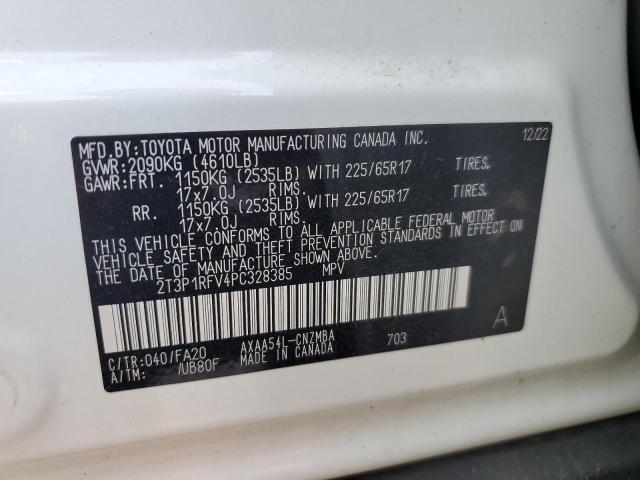 MFD.BY:TOYOTA MOTOR MANUFACTURING CANADA INC. 12/22
GVWR:2090KG (4610LB)
GAWR:FRT. 1150KG (2535LB) WITH 225/65R17 TIRES,
17x7.0J RIMS.
RR. 1150KG (2535LB) WITH 225/65R17 TIRES,
17x7.0J RIMS.
THIS VEHICLE CONFORMS TO ALL APPLICABLE FEDERAL MOTOR
VEHICLE SAFETY AND THEFT PREVENTION STANDARDS IN EFFECT ON
THE DATE OF MANUFACTURE SHOWN ABOVE.
2T3P1RFV4PC328385 MPV
A
C/TR:040/FA20 AXAA54L-CNZMBA 703
A/TM: /UB80F MADE IN CANADA